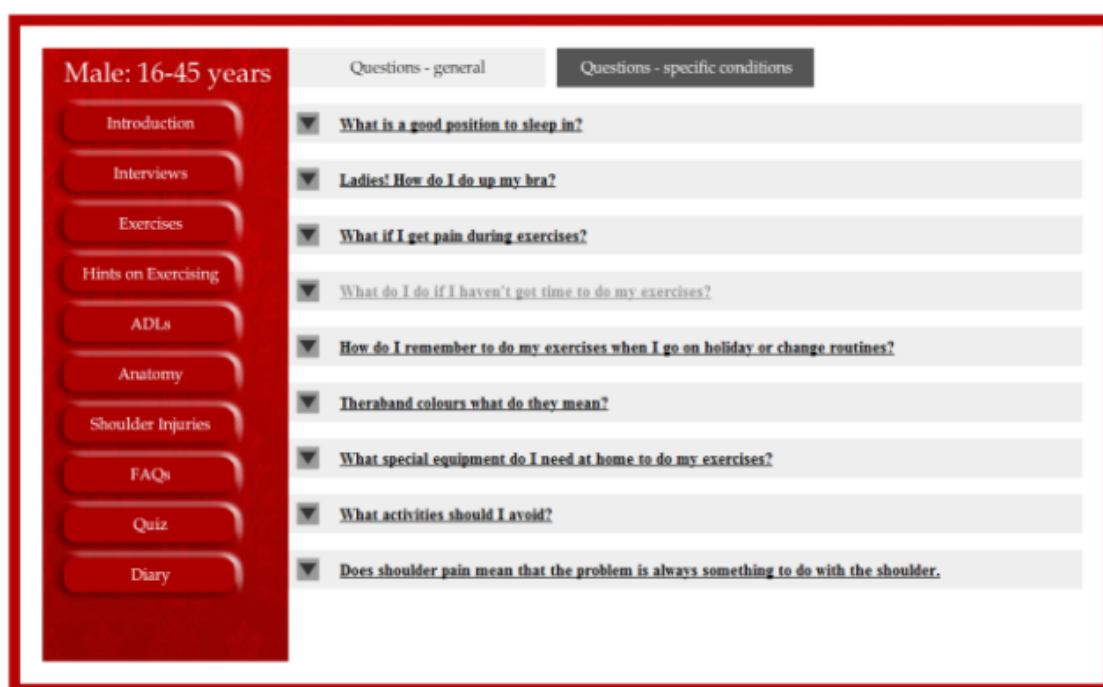 Male: 16-45 years
Introduction
Interviews
Exercises
Hints on Exercising
ADLs
Anatomy
Shoulder Injuries
FAQs
Quiz
Diary
Questions - general
Questions - specific conditions
What is a good position to sleep in?
Ladies! How do I do up my bra?
What if I get pain during exercises?
What do I do if I haven't got time to do my exercises?
How do I remember to do my exercises when I go on holiday or change routines?
Theraband colours what do they mean?
What special equipment do I need at home to do my exercises?
What activities should I avoid?
Does shoulder pain mean that the problem is always something to do with the shoulder.